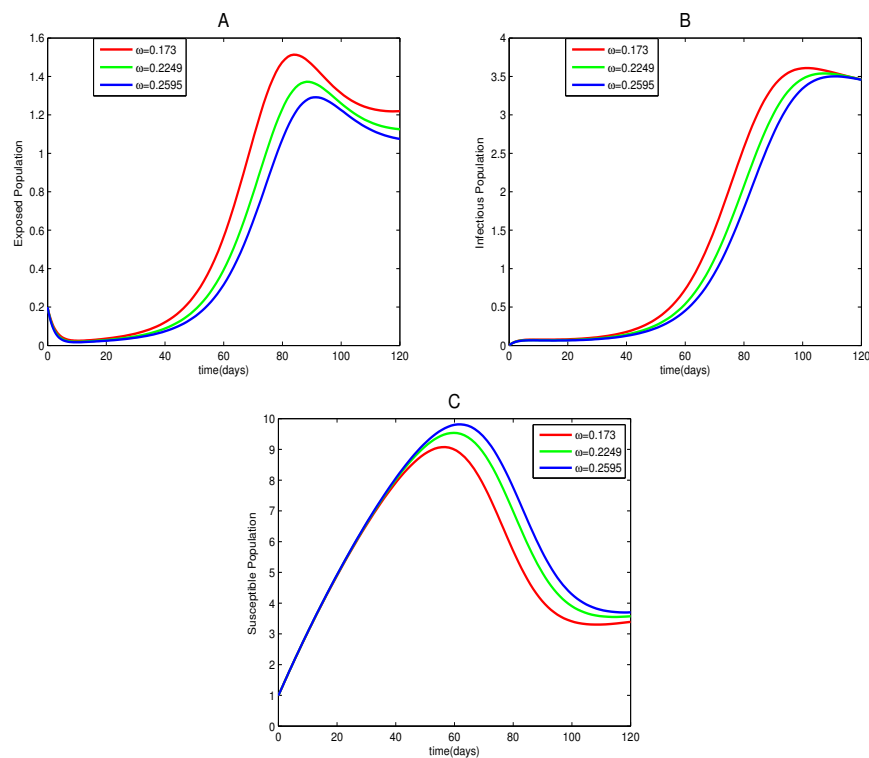 A
ω=0.173
ω=0.2249
ω=0.2595
Exposed Population
1.6
1.4
1.2
1
0.8
0.6
0.4
0.2
0
0 20 40 60 80 100 120
time(days)
B
ω=0.173
ω=0.2249
ω=0.2595
Infectious Population
4
3.5
3
2.5
2
1.5
1
0.5
0
0 20 40 60 80 100 120
time(days)
C
ω=0.173
ω=0.2249
ω=0.2595
Susceptible Population
10
9
8
7
6
5
4
3
2
1
0
0 20 40 60 80 100 120
time(days)